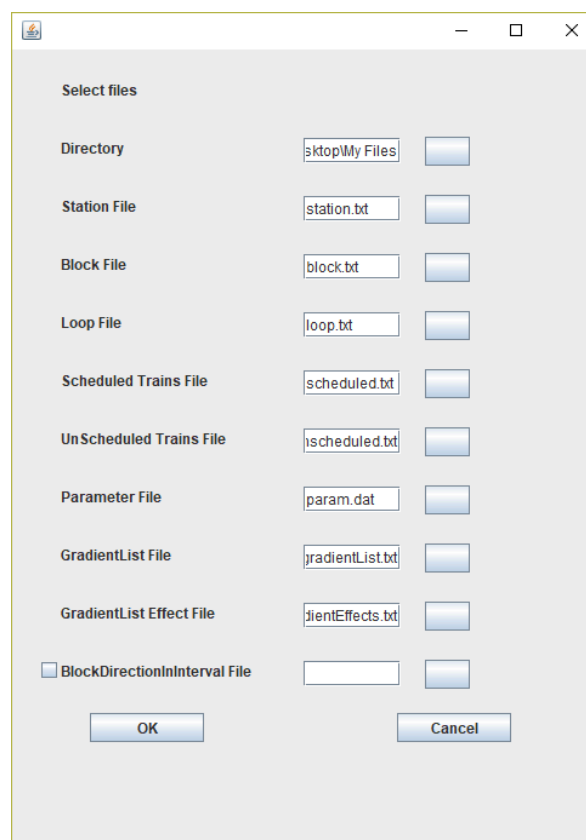 Select files
Directory sktop\My Files
Station File station.txt
Block File block.txt
Loop File loop.txt
Scheduled Trains File scheduled.txt
UnScheduled Trains File nscheduled.txt
Parameter File param.dat
GradientList File gradientList.txt
GradientList Effect File dientEffects.txt
BlockDirectionInInterval File
OK Cancel